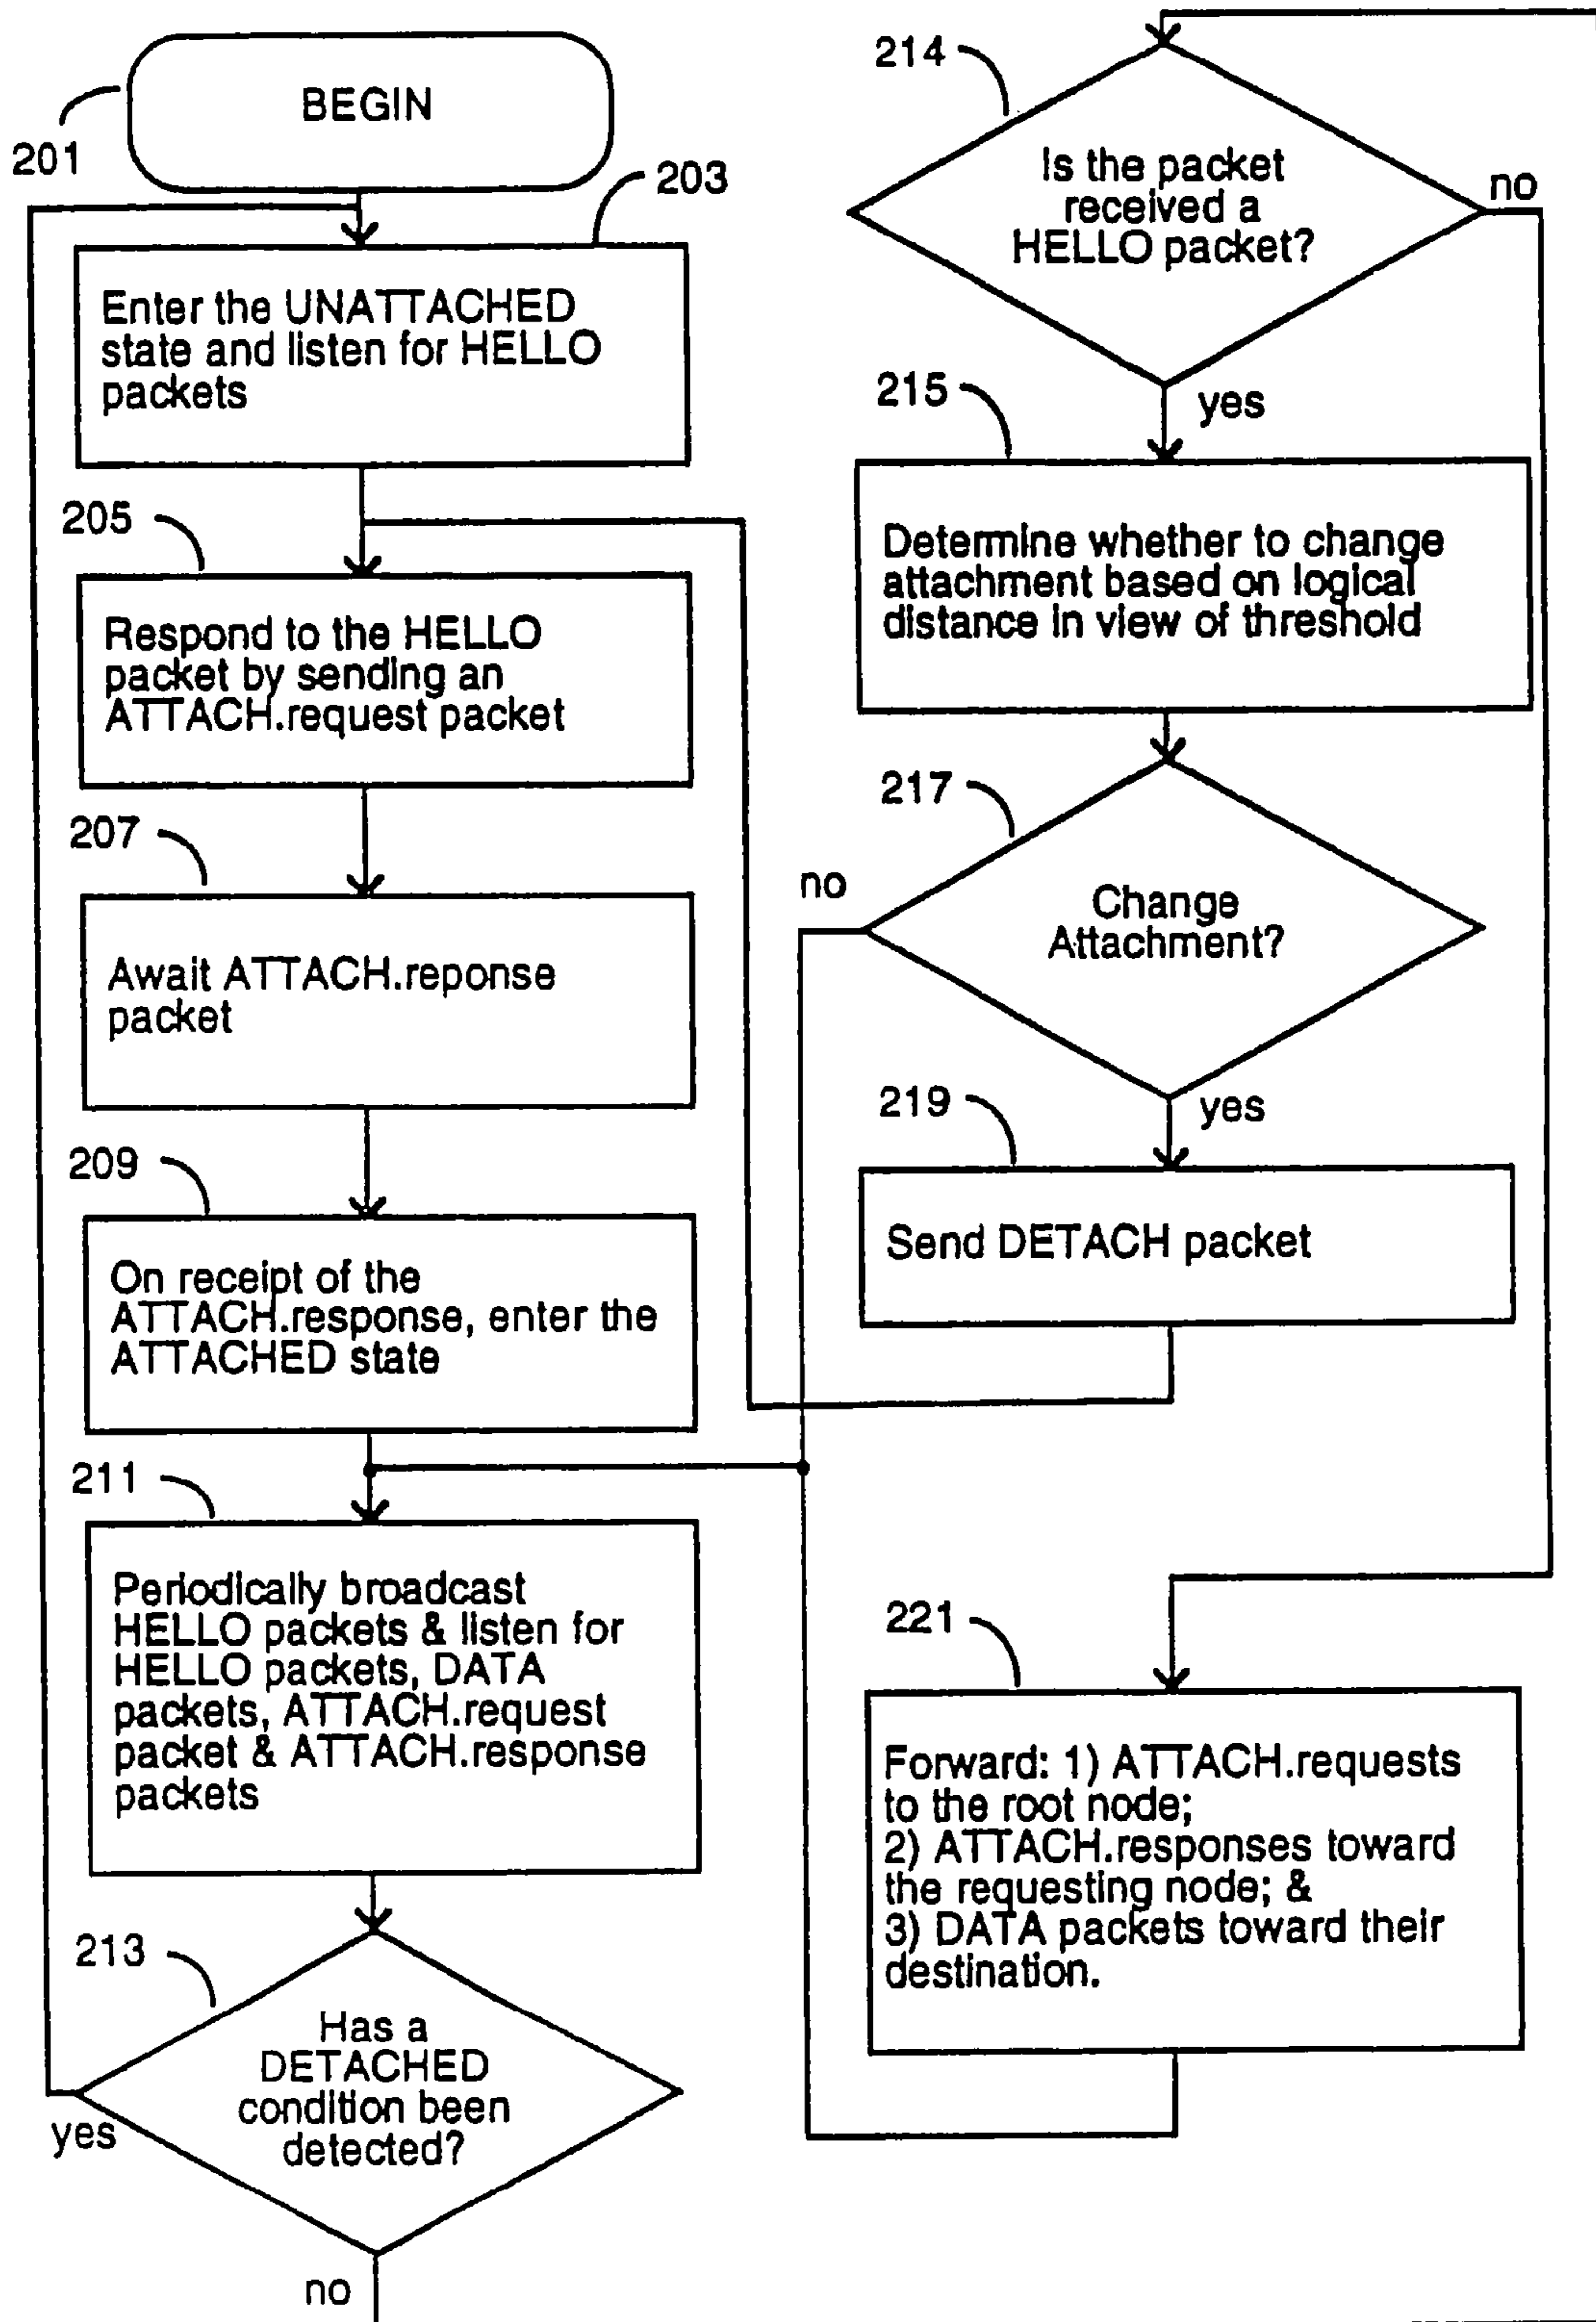 201
BEGIN
203
Enter the UNATTACHED
state and listen for HELLO
packets
205
Respond to the HELLO
packet by sending an
ATTACH.request packet
207
Await ATTACH.reponse
packet
209
On receipt of the
ATTACH.response, enter the
ATTACHED state
211
Periodically broadcast
HELLO packets & listen for
HELLO packets, DATA
packets, ATTACH.request
packet & ATTACH.response
packets
213
Has a
DETACHED
condition been
detected?
yes
no
214
Is the packet
received a
HELLO packet?
no
yes
215
Determine whether to change
attachment based on logical
distance in view of threshold
217
Change
Attachment?
no
yes
219
Send DETACH packet
221
Forward: 1) ATTACH.requests
to the root node;
2) ATTACH.responses toward
the requesting node; &
3) DATA packets toward their
destination.